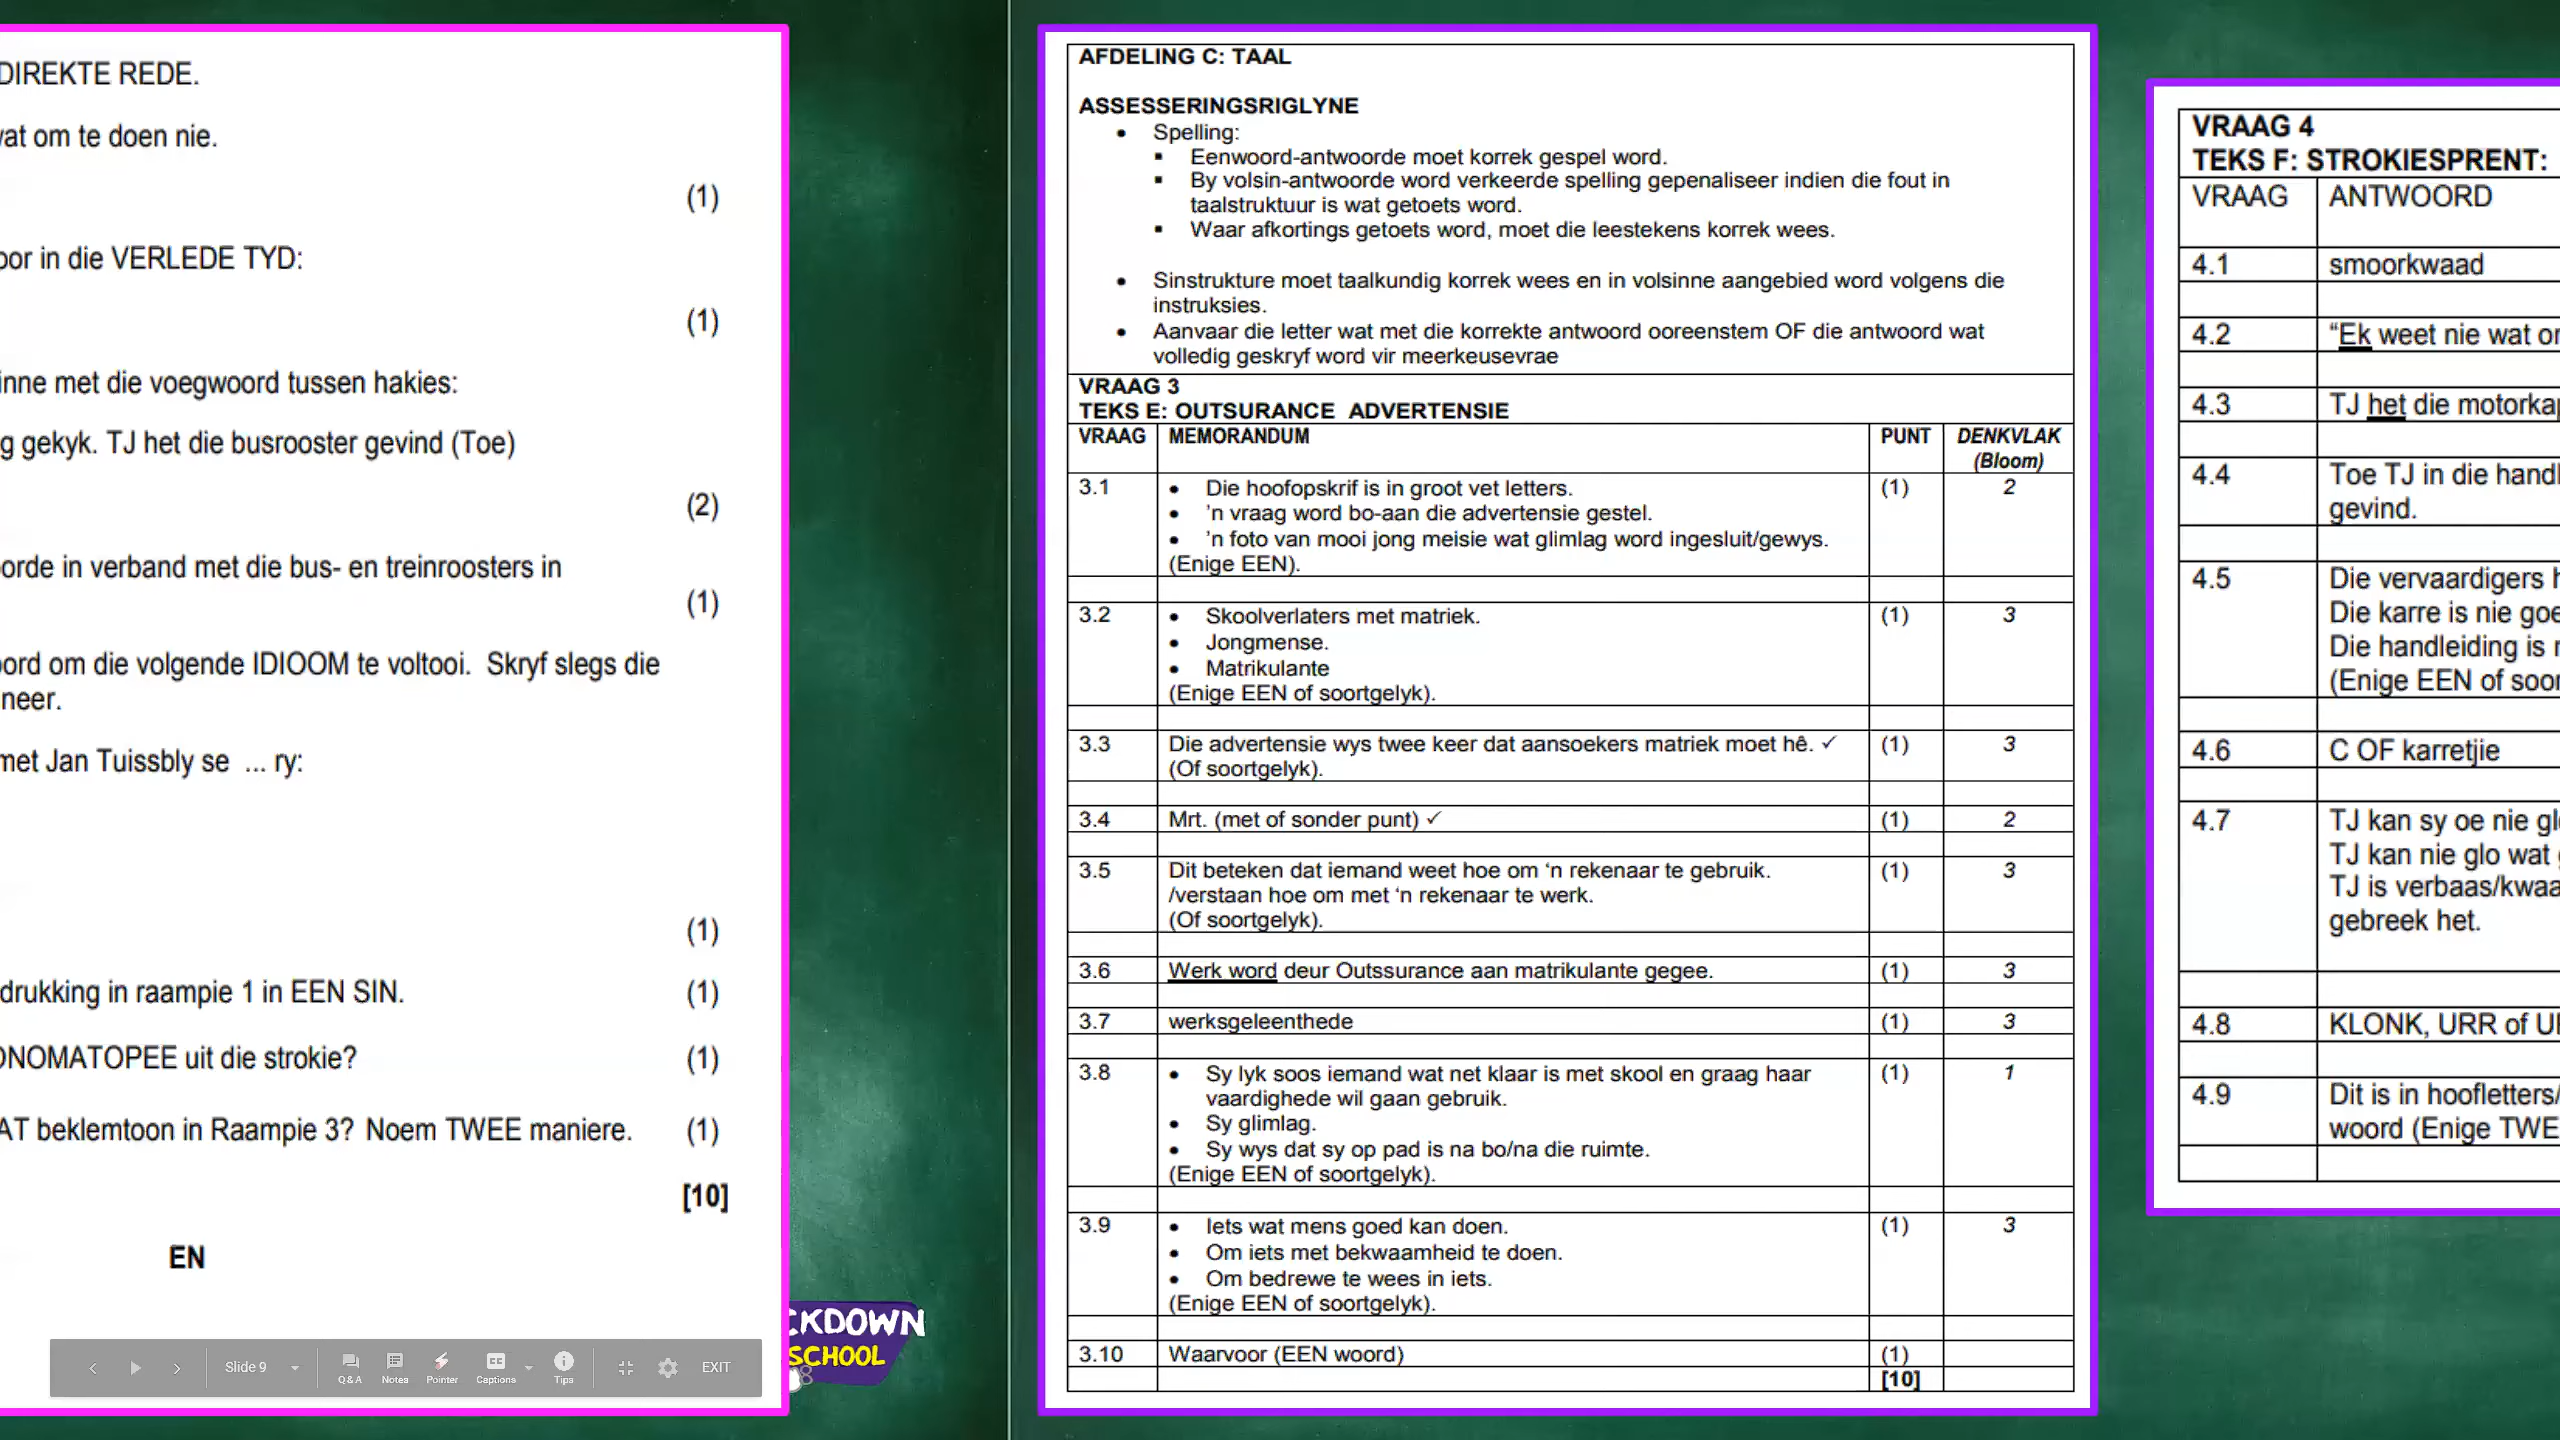 DIREKTE REDE.
wat om te doen nie.
(1)
oor in die VERLEDE TYD:
(1)
inne met die voegwoord tussen hakies:
g gekyk. TJ het die busrooster gevind (Toe)
(2)
orde in verband met die bus- en treinroosters in
(1)
oord om die volgende IDIOOM te voltooi. Skryf slegs die
neer.
met Jan Tuissbly se ... ry:
(1)
drukking in raampie 1 in EEN SIN. (1)
ONOMATOPEE uit die strokie? (1)
AT beklemtoon in Raampie 3? Noem TWEE maniere. (1)
[10]
EN
CKDOWN
SCHOOL
8
Slide 9
Q&A
Notes
Pointer
Captions
Tips
EXIT
AFDELING C: TAAL
ASSESSERINGSRIGLYNE
• Spelling:
▪ Eenwoord-antwoorde moet korrek gespel word.
▪ By volsin-antwoorde word verkeerde spelling gepenaliseer indien die fout in
taalstruktuur is wat getoets word.
▪ Waar afkortings getoets word, moet die leestekens korrek wees.
• Sinstrukture moet taalkundig korrek wees en in volsinne aangebied word volgens die
instruksies.
• Aanvaar die letter wat met die korrekte antwoord ooreenstem OF die antwoord wat
volledig geskryf word vir meerkeusevrae
VRAAG 3
TEKS E: OUTSURANCE ADVERTENSIE
VRAAG MEMORANDUM PUNT DENKVLAK
(Bloom)
3.1 • Die hoofopskrif is in groot vet letters. (1) 2
• 'n vraag word bo-aan die advertensie gestel.
• 'n foto van mooi jong meisie wat glimlag word ingesluit/gewys.
(Enige EEN).
3.2 • Skoolverlaters met matriek. (1) 3
• Jongmense.
• Matrikulante
(Enige EEN of soortgelyk).
3.3 Die advertensie wys twee keer dat aansoekers matriek moet hê. ✓ (1) 3
(Of soortgelyk).
3.4 Mrt. (met of sonder punt) ✓ (1) 2
3.5 Dit beteken dat iemand weet hoe om 'n rekenaar te gebruik. (1) 3
/verstaan hoe om met 'n rekenaar te werk.
(Of soortgelyk).
3.6 Werk word deur Outssurance aan matrikulante gegee. (1) 3
3.7 werksgeleenthede (1) 3
3.8 • Sy lyk soos iemand wat net klaar is met skool en graag haar (1) 1
vaardighede wil gaan gebruik.
• Sy glimlag.
• Sy wys dat sy op pad is na bo/na die ruimte.
(Enige EEN of soortgelyk).
3.9 • Iets wat mens goed kan doen. (1) 3
• Om iets met bekwaamheid te doen.
• Om bedrewe te wees in iets.
(Enige EEN of soortgelyk).
3.10 Waarvoor (EEN woord) (1)
[10]
VRAAG 4
TEKS F: STROKIESPRENT:
VRAAG ANTWOORD
4.1 smoorkwaad
4.2 “Ek weet nie wat or
4.3 TJ het die motorkap
4.4 Toe TJ in die handl
gevind.
4.5 Die vervaardigers h
Die karre is nie goe
Die handleiding is n
(Enige EEN of soor
4.6 C OF karretjie
4.7 TJ kan sy oe nie glo
TJ kan nie glo wat g
TJ is verbaas/kwaa
gebreek het.
4.8 KLONK, URR of UR
4.9 Dit is in hoofletters/
woord (Enige TWE